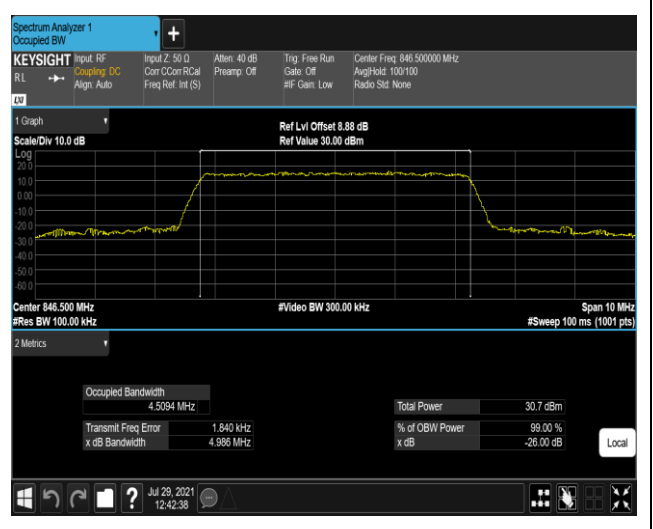 Spectrum Analyzer 1
Occupied BW
+
KEYSIGHT
RL
LXI
Input: RF
Coupling: DC
Align: Auto
Input Z: 50 Ω
Corr CCorr RCal
Freq Ref: Int (S)
Atten: 40 dB
Preamp: Off
Trig: Free Run
Gate: Off
#IF Gain: Low
Center Freq: 846.500000 MHz
Avg|Hold: 100/100
Radio Std: None
1 Graph
Scale/Div 10.0 dB
Ref Lvl Offset 8.88 dB
Ref Value 30.00 dBm
Log
20.0
10.0
0.00
-10.0
-20.0
-30.0
-40.0
-50.0
-60.0
Center 846.500 MHz
#Res BW 100.00 kHz
#Video BW 300.00 kHz
Span 10 MHz
#Sweep 100 ms (1001 pts)
2 Metrics
Occupied Bandwidth
4.5094 MHz
Transmit Freq Error 1.840 kHz
x dB Bandwidth 4.986 MHz
Total Power 30.7 dBm
% of OBW Power 99.00 %
x dB -26.00 dB
Local
?
Jul 29, 2021
12:42:38